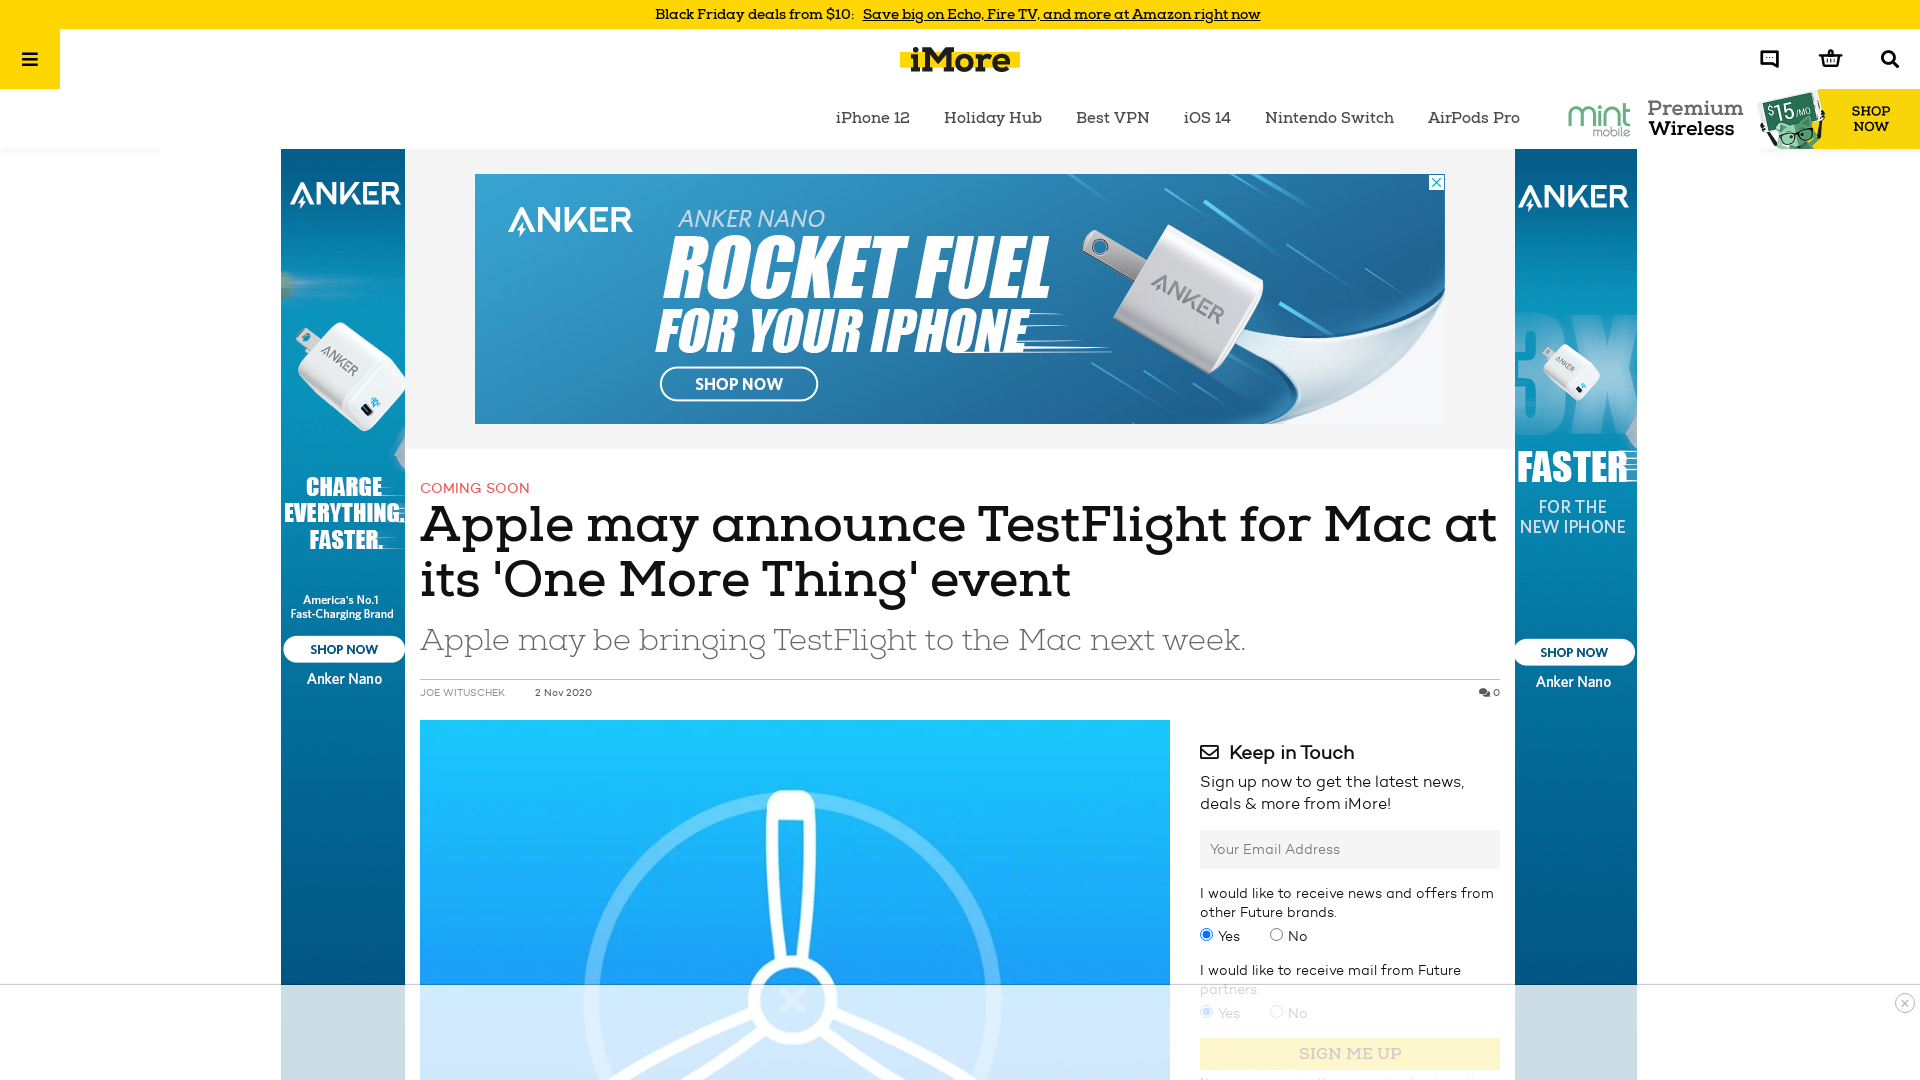 Black Friday deals from $10: Save big on Echo, Fire TV, and more at Amazon right now
iMore
iPhone 12 Holiday Hub Best VPN iOS 14 Nintendo Switch AirPods Pro
mint
mobile
Premium
Wireless
$15/MO
SHOP
NOW
ANKER
CHARGE
EVERYTHING.
FASTER.
America's No.1
Fast-Charging Brand
SHOP NOW
Anker Nano
ANKER
ANKER NANO
ROCKET FUEL
FOR YOUR IPHONE
SHOP NOW
ANKER
ANKER
3X
ANKER
FASTER
FOR THE
NEW IPHONE
SHOP NOW
Anker Nano
COMING SOON
Apple may announce TestFlight for Mac at
its 'One More Thing' event
Apple may be bringing TestFlight to the Mac next week.
JOE WITUSCHEK 2 Nov 2020 0
Keep in Touch
Sign up now to get the latest news,
deals & more from iMore!
Your Email Address
I would like to receive news and offers from
other Future brands.
Yes No
I would like to receive mail from Future
partners.
Yes No
SIGN ME UP